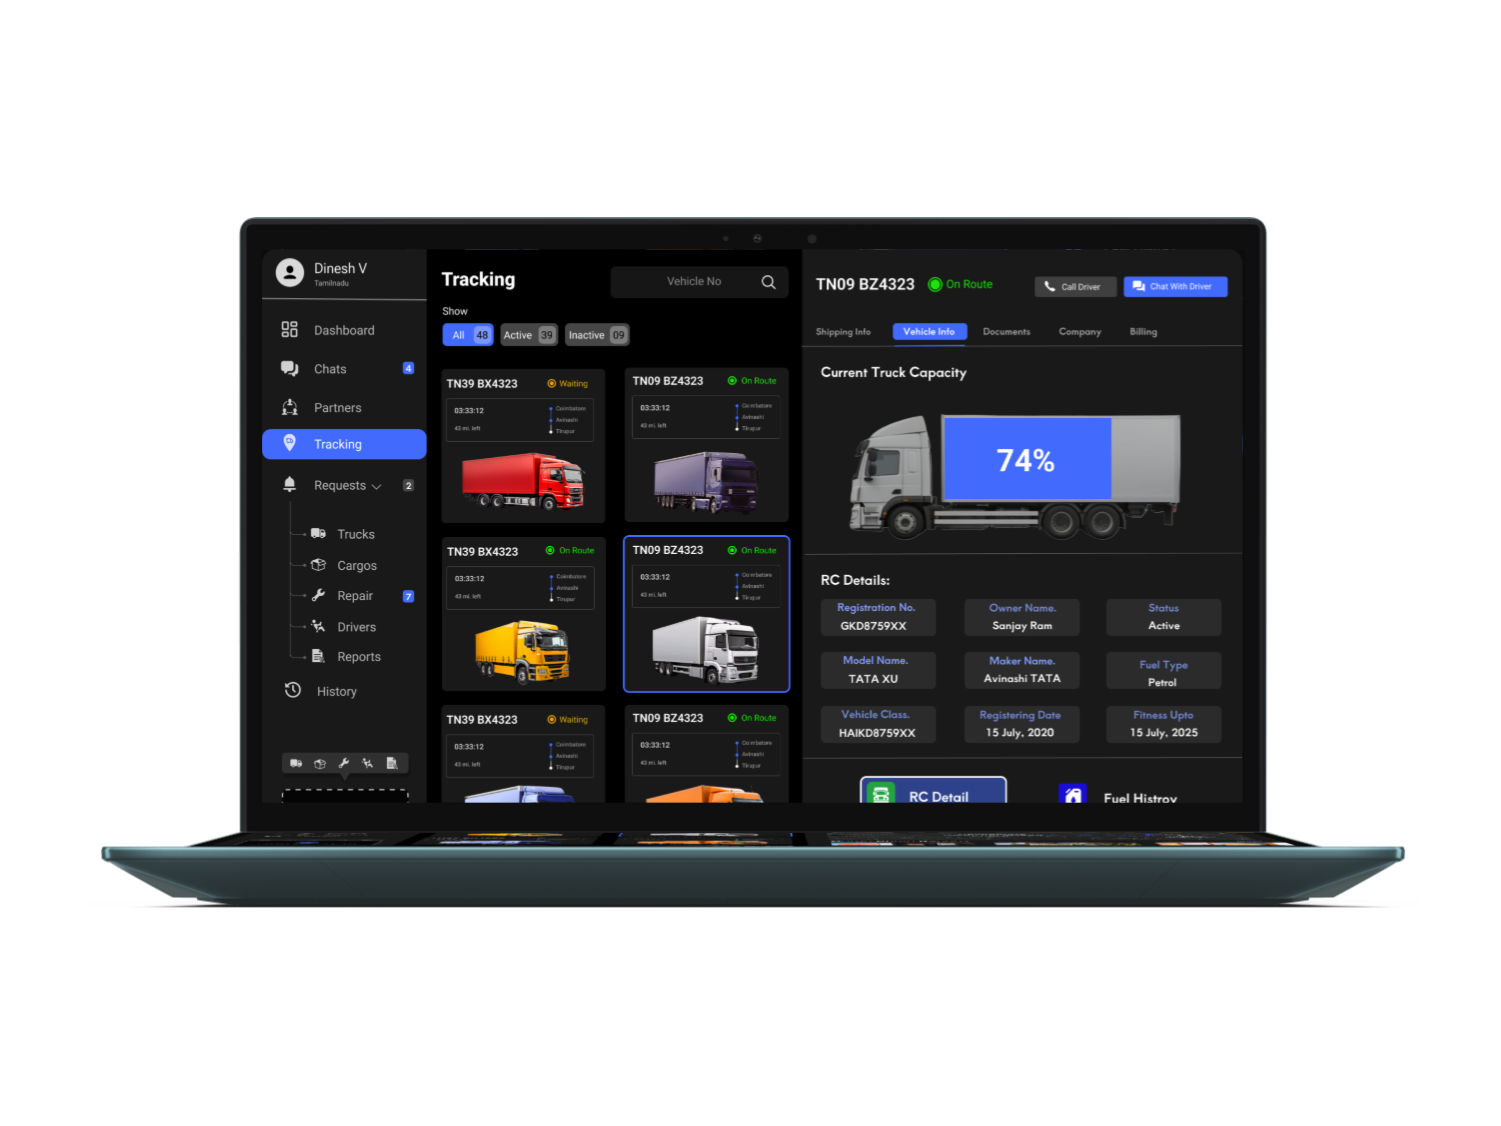 Dinesh V
Tamilnadu
Dashboard
Chats 4
Partners
Tracking
Requests 2
Trucks
Cargos
Repair 7
Drivers
Reports
History
Tracking
Vehicle No
Show
All 48 Active 39 Inactive 09
TN39 BX4323 Waiting
03:33:12
43 mi. left
Coimbatore
Avinashi
Tirupur
TN09 BZ4323 On Route
03:33:12
43 mi. left
Coimbatore
Avinashi
Tirupur
TN39 BX4323 On Route
03:33:12
43 mi. left
Coimbatore
Avinashi
Tirupur
TN09 BZ4323 On Route
03:33:12
43 mi. left
Coimbatore
Avinashi
Tirupur
TN39 BX4323 Waiting
03:33:12
43 mi. left
Coimbatore
Avinashi
Tirupur
TN09 BZ4323 On Route
03:33:12
43 mi. left
Coimbatore
Avinashi
Tirupur
TN09 BZ4323 On Route Call Driver Chat With Driver
Shipping Info Vehicle Info Documents Company Billing
Current Truck Capacity
74%
RC Details:
Registration No. Owner Name. Status
GKD8759XX Sanjay Ram Active
Model Name. Maker Name. Fuel Type
TATA XU Avinashi TATA Petrol
Vehicle Class. Registering Date Fitness Upto
HAIKD8759XX 15 July, 2020 15 July, 2025
RC Detail Fuel Histroy